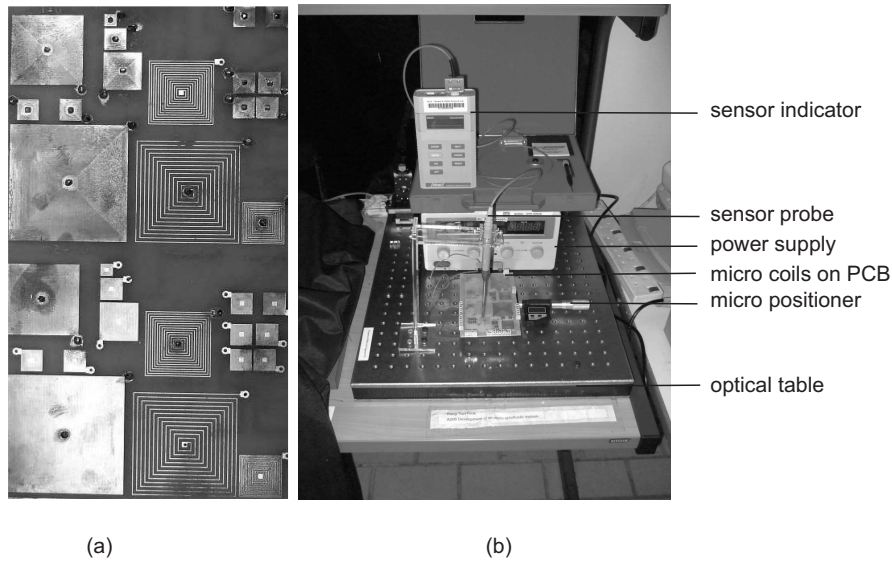 sensor indicator
sensor probe
power supply
micro coils on PCB
micro positioner
optical table
(a)
(b)